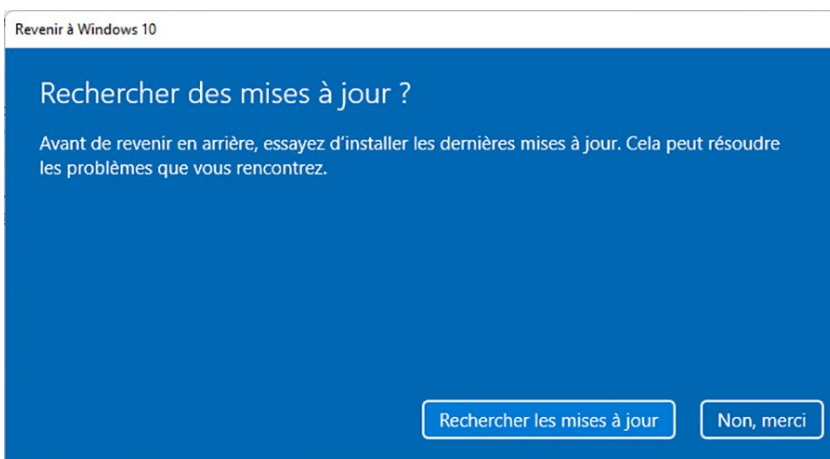 Revenir à Windows 10
Rechercher des mises à jour ?
Avant de revenir en arrière, essayez d'installer les dernières mises à jour. Cela peut résoudre
les problèmes que vous rencontrez.
Rechercher les mises à jour
Non, merci